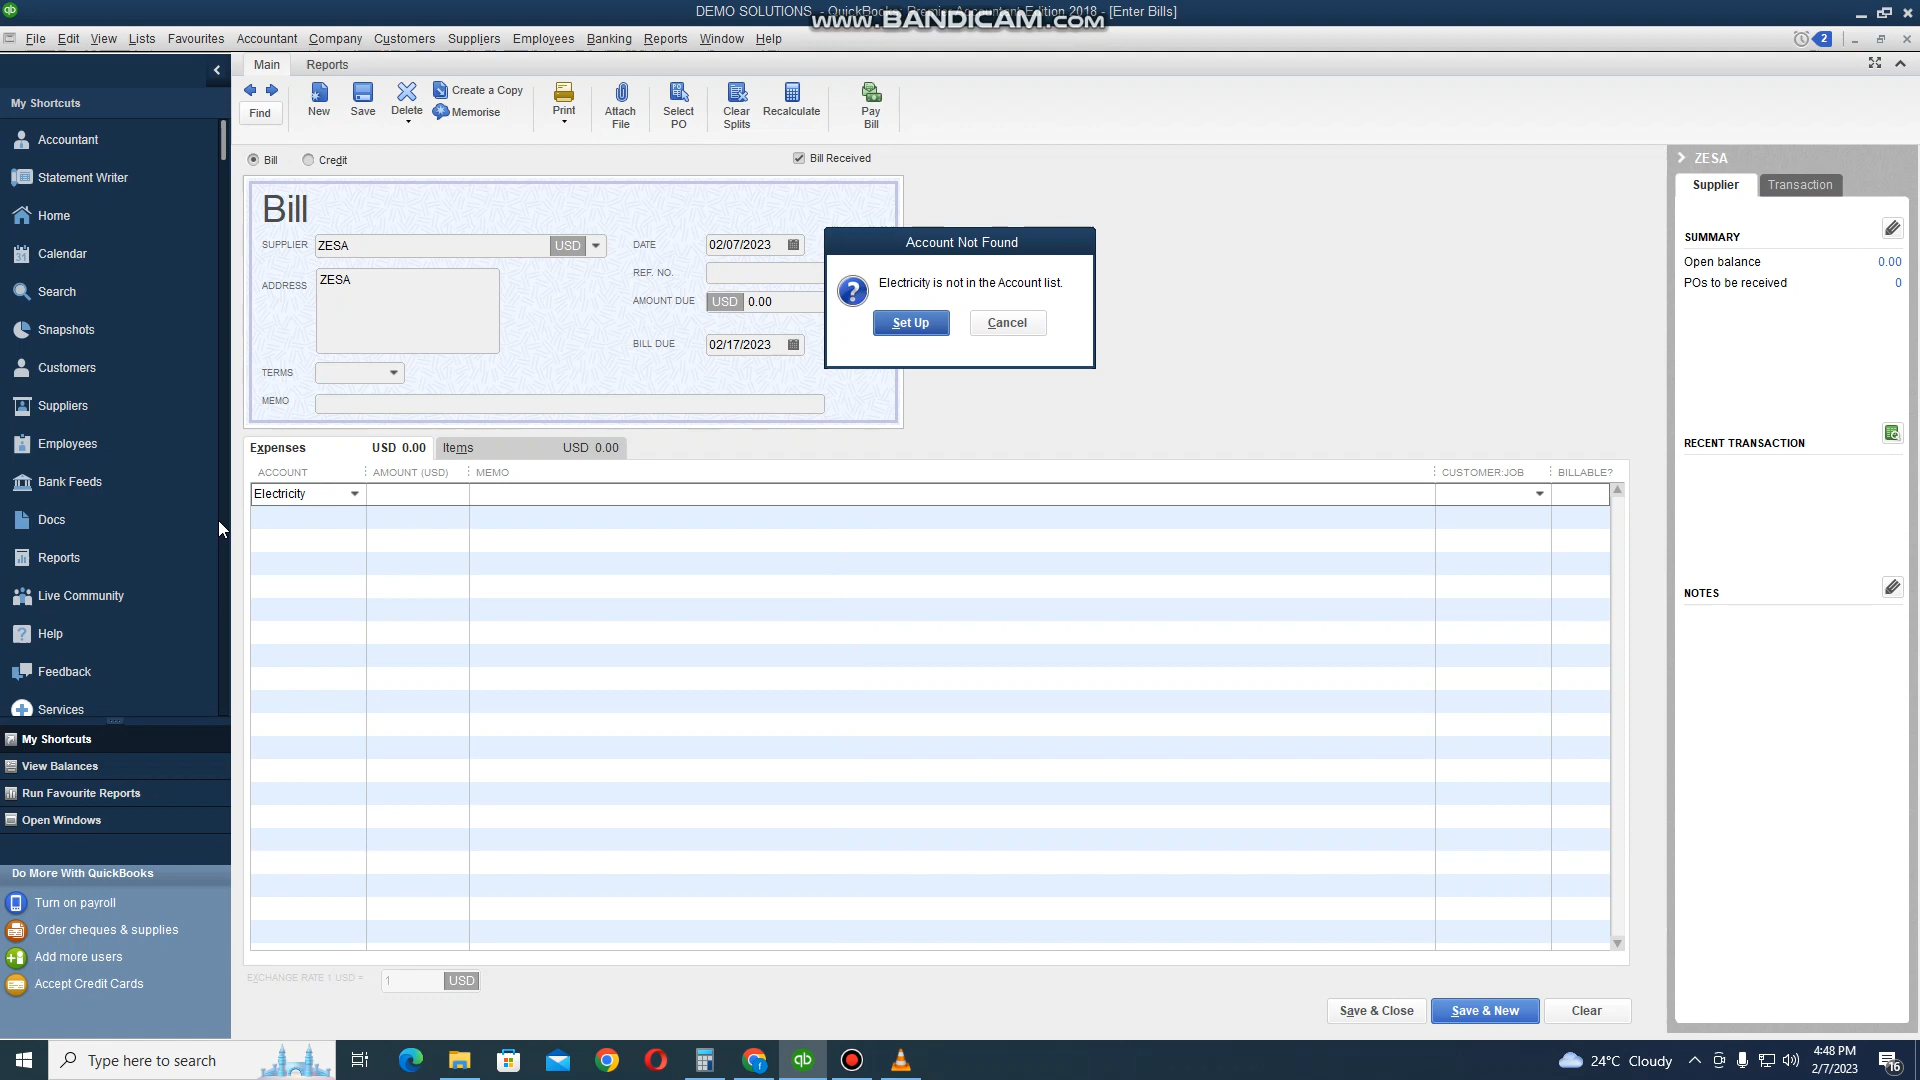 DEMO SOLUTIONS - QuickBooks Premier Accountant Edition 2018 - [Enter Bills]
www.BANDICAM.com
File Edit View Lists Favourites Accountant Company Customers Suppliers Employees Banking Reports Window Help
2
Main Reports
My Shortcuts
Accountant
Statement Writer
Home
Calendar
Search
Snapshots
Customers
Suppliers
Employees
Bank Feeds
Docs
Reports
Live Community
Help
Feedback
Services
My Shortcuts
View Balances
Run Favourite Reports
Open Windows
Do More With QuickBooks
Turn on payroll
Order cheques & supplies
Add more users
Accept Credit Cards
Find
New
Save
Delete
Create a Copy
Memorise
Print
Attach
File
Select
PO
Clear
Splits
Recalculate
Pay
Bill
Bill Credit Bill Received
Bill
SUPPLIER ZESA USD
ADDRESS ZESA
TERMS
MEMO
DATE 02/07/2023
REF. NO.
AMOUNT DUE USD 0.00
BILL DUE 02/17/2023
Account Not Found
Electricity is not in the Account list.
Set Up Cancel
Expenses USD 0.00 Items USD 0.00
ACCOUNT AMOUNT (USD) MEMO CUSTOMER:JOB BILLABLE?
Electricity
EXCHANGE RATE 1 USD = 1 USD
Save & Close Save & New Clear
ZESA
Supplier Transaction
SUMMARY
Open balance 0.00
POs to be received 0
RECENT TRANSACTION
NOTES
Type here to search
24°C Cloudy
4:48 PM
2/7/2023
16